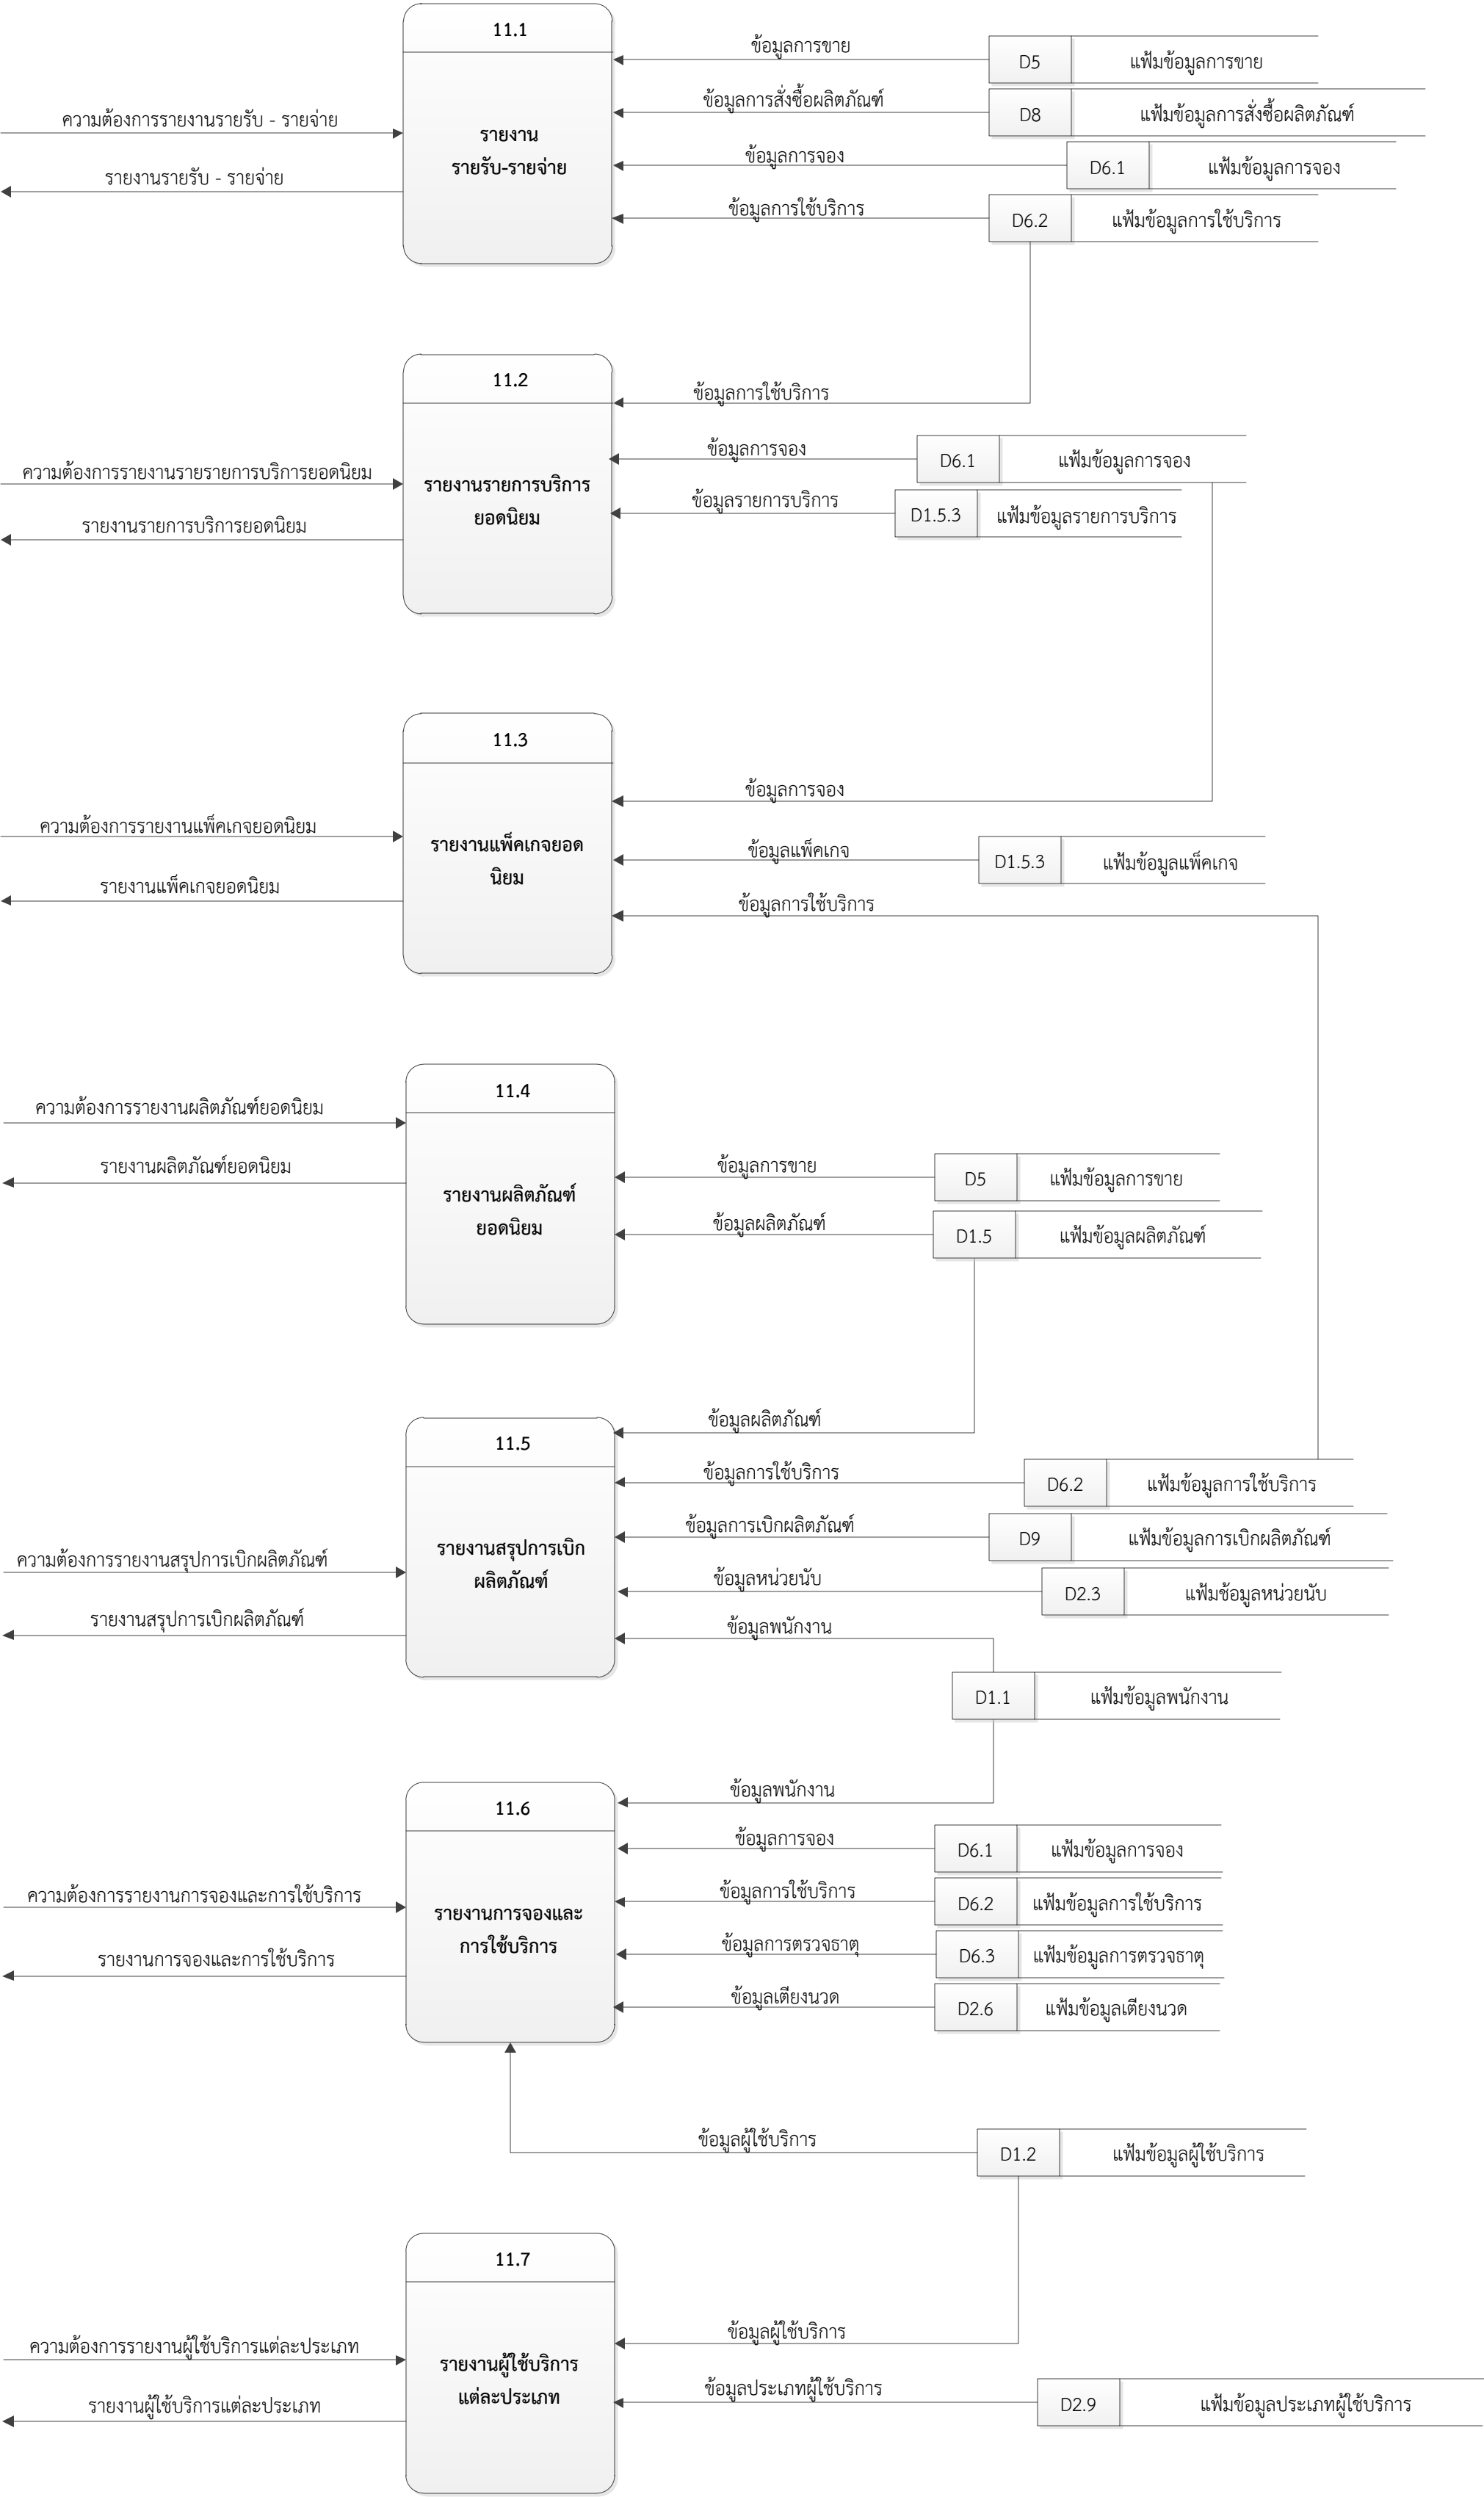 11.1
ข้อมูลการขาย
D5
แฟ้มข้อมูลการขาย
ข้อมูลการสั่งซื้อผลิตภัณฑ์
D8
แฟ้มข้อมูลการสั่งซื้อผลิตภัณฑ์
ความต้องการรายงานรายรับ - รายจ่าย
รายงาน
รายรับ-รายจ่าย
ข้อมูลการจอง
D6.1
แฟ้มข้อมูลการจอง
รายงานรายรับ - รายจ่าย
ข้อมูลการใช้บริการ
D6.2
แฟ้มข้อมูลการใช้บริการ
11.2
ข้อมูลการใช้บริการ
ข้อมูลการจอง
D6.1
แฟ้มข้อมูลการจอง
ความต้องการรายงานรายรายการบริการยอดนิยม
รายงานรายการบริการ
ยอดนิยม
ข้อมูลรายการบริการ
D1.5.3
แฟ้มข้อมูลรายการบริการ
รายงานรายการบริการยอดนิยม
11.3
ข้อมูลการจอง
ความต้องการรายงานแพ็คเกจยอดนิยม
รายงานแพ็คเกจยอด
นิยม
ข้อมูลแพ็คเกจ
D1.5.3
แฟ้มข้อมูลแพ็คเกจ
รายงานแพ็คเกจยอดนิยม
ข้อมูลการใช้บริการ
11.4
ความต้องการรายงานผลิตภัณฑ์ยอดนิยม
รายงานผลิตภัณฑ์ยอดนิยม
ข้อมูลการขาย
D5
แฟ้มข้อมูลการขาย
รายงานผลิตภัณฑ์
ยอดนิยม
ข้อมูลผลิตภัณฑ์
D1.5
แฟ้มข้อมูลผลิตภัณฑ์
ข้อมูลผลิตภัณฑ์
11.5
ข้อมูลการใช้บริการ
D6.2
แฟ้มข้อมูลการใช้บริการ
ข้อมูลการเบิกผลิตภัณฑ์
D9
แฟ้มข้อมูลการเบิกผลิตภัณฑ์
ความต้องการรายงานสรุปการเบิกผลิตภัณฑ์
รายงานสรุปการเบิก
ผลิตภัณฑ์
ข้อมูลหน่วยนับ
D2.3
แฟ้มช้อมูลหน่วยนับ
รายงานสรุปการเบิกผลิตภัณฑ์
ข้อมูลพนักงาน
D1.1
แฟ้มข้อมูลพนักงาน
ข้อมูลพนักงาน
11.6
ข้อมูลการจอง
D6.1
แฟ้มข้อมูลการจอง
ความต้องการรายงานการจองและการใช้บริการ
รายงานการจองและ
การใช้บริการ
ข้อมูลการใช้บริการ
D6.2
แฟ้มข้อมูลการใช้บริการ
รายงานการจองและการใช้บริการ
ข้อมูลการตรวจธาตุ
D6.3
แฟ้มข้อมูลการตรวจธาตุ
ข้อมูลเตียงนวด
D2.6
แฟ้มข้อมูลเตียงนวด
ข้อมูลผู้ใช้บริการ
D1.2
แฟ้มข้อมูลผู้ใช้บริการ
11.7
ข้อมูลผู้ใช้บริการ
ความต้องการรายงานผู้ใช้บริการแต่ละประเภท
รายงานผู้ใช้บริการ
แต่ละประเภท
ข้อมูลประเภทผู้ใช้บริการ
D2.9
แฟ้มข้อมูลประเภทผู้ใช้บริการ
รายงานผู้ใช้บริการแต่ละประเภท